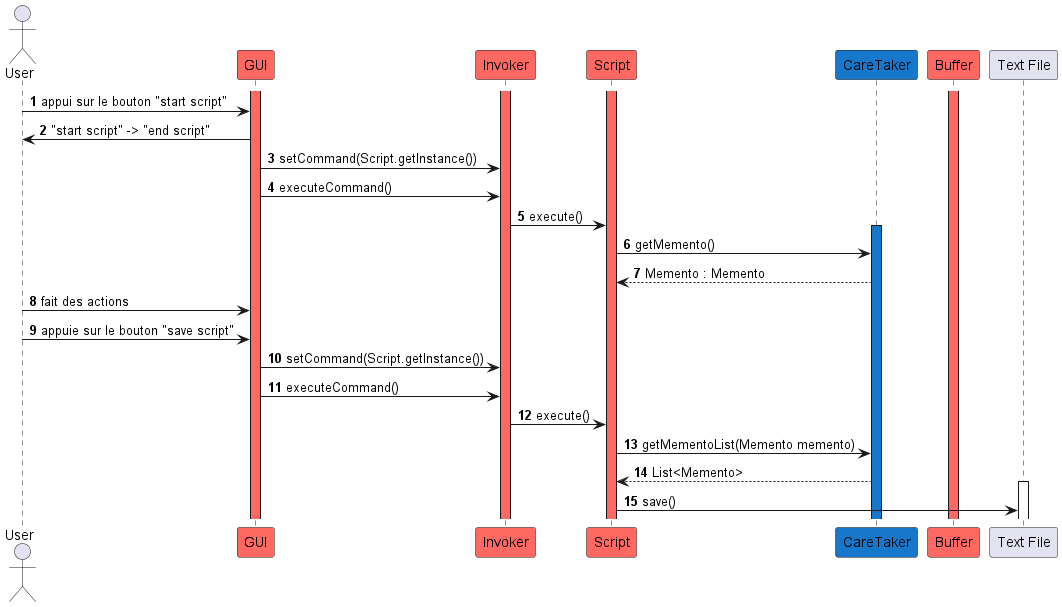 GUI
Invoker
Script
CareTaker
Buffer
Text File
User
1 appui sur le bouton "start script"
2 "start script" -> "end script"
3 setCommand(Script.getInstance())
4 executeCommand()
5 execute()
6 getMemento()
7 Memento : Memento
8 fait des actions
9 appuie sur le bouton "save script"
10 setCommand(Script.getInstance())
11 executeCommand()
12 execute()
13 getMementoList(Memento memento)
14 List<Memento>
15 save()
User
GUI
Invoker
Script
CareTaker
Buffer
Text File